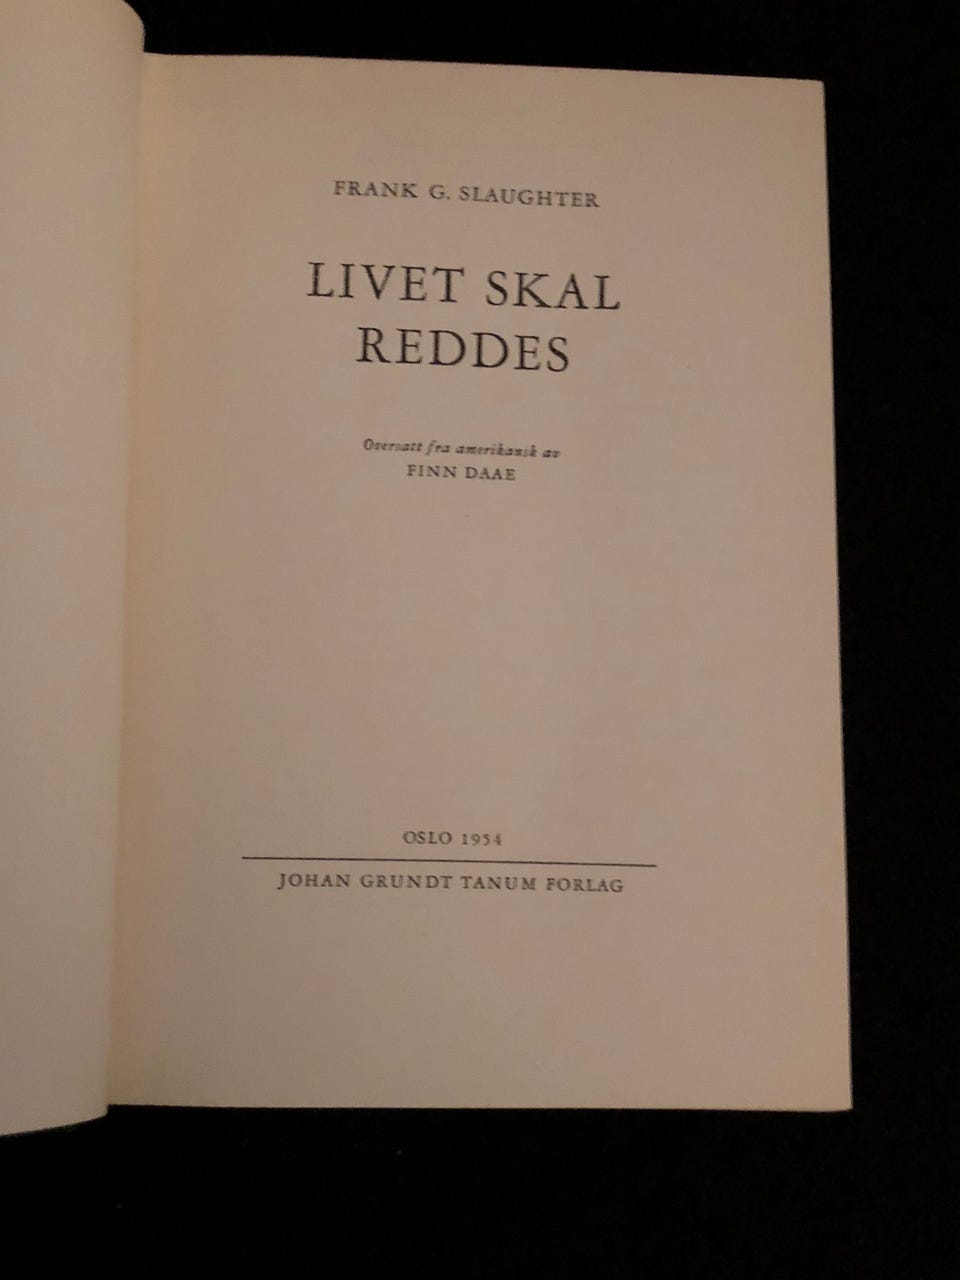 FRANK G. SLAUGHTER
LIVET SKAL
REDDES
Oversatt fra amerikansk av
FINN DAAE
OSLO 1954
JOHAN GRUNDT TANUM FORLAG